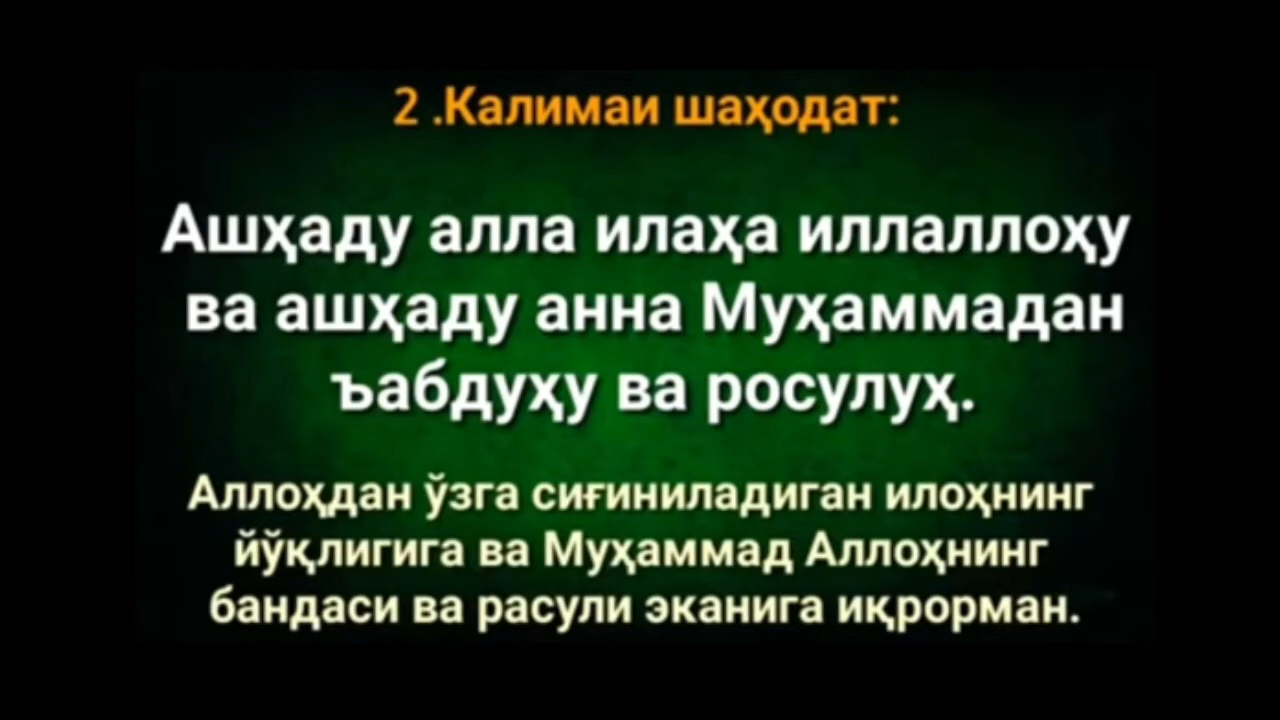 2 .Калимаи шаҳодат:
Ашҳаду алла илаҳа иллаллоҳу
ва ашҳаду анна Муҳаммадан
ъабдуҳу ва росулуҳ.
Аллоҳдан ўзга сиғиниладиган илоҳнинг
йўқлигига ва Муҳаммад Аллоҳнинг
бандаси ва расули эканига иқрорман.